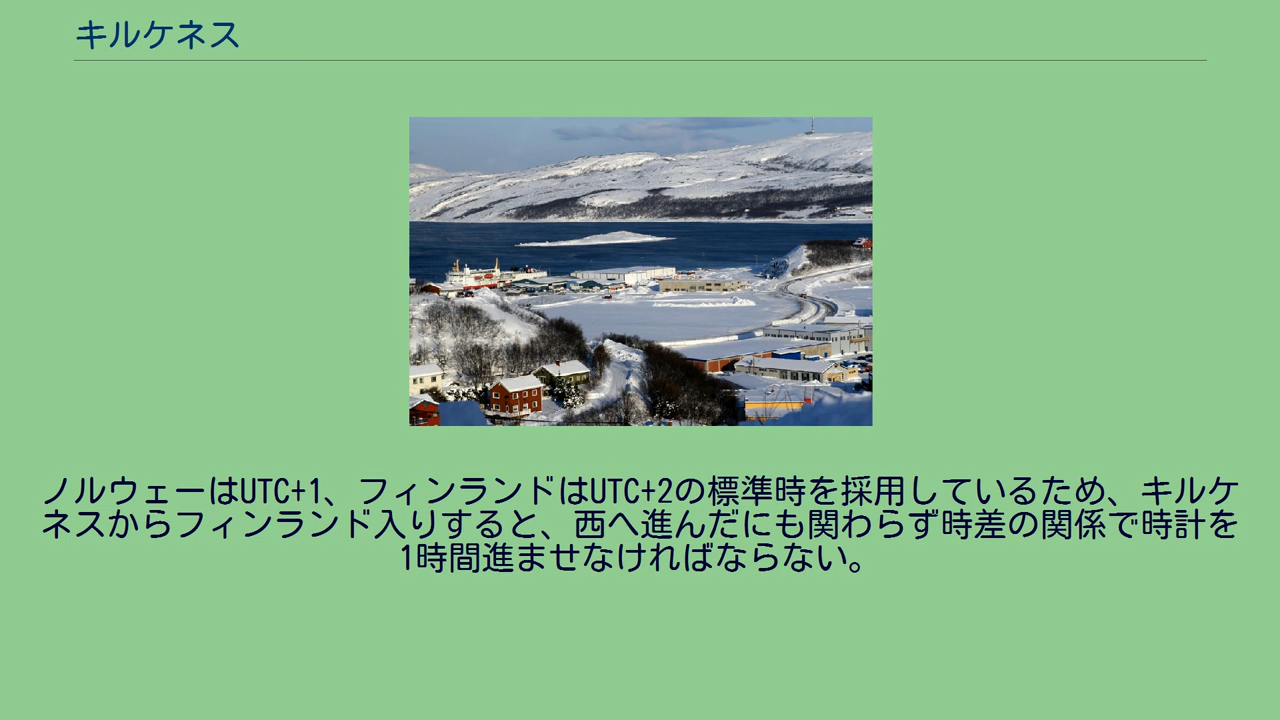 キルケネス
ノルウェーはUTC+1、フィンランドはUTC+2の標準時を採用しているため、キルケ
ネスからフィンランド入りすると、西へ進んだにも関わらず時差の関係で時計を
1時間進ませなければならない。